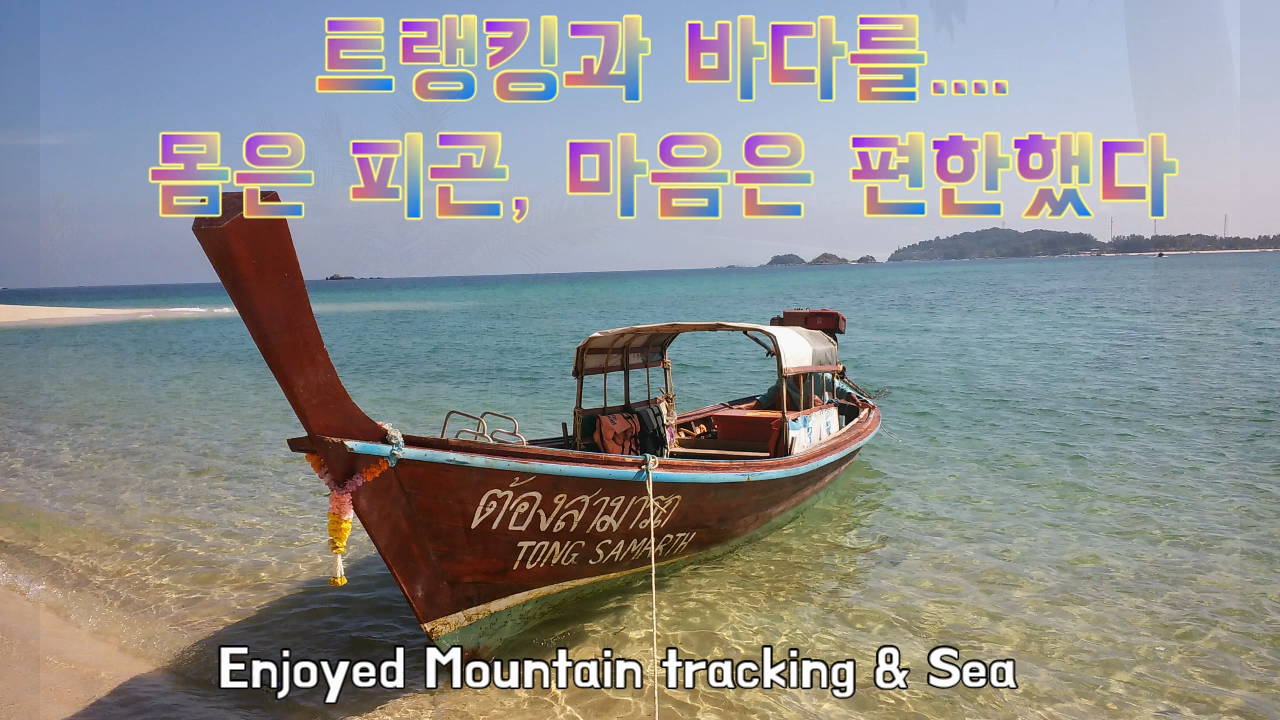 트랭킹과 바다를....
몸은 피곤, 마음은 편한했다
ต้องสามารถ
TONG SAMARTH
Enjoyed Mountain tracking & Sea